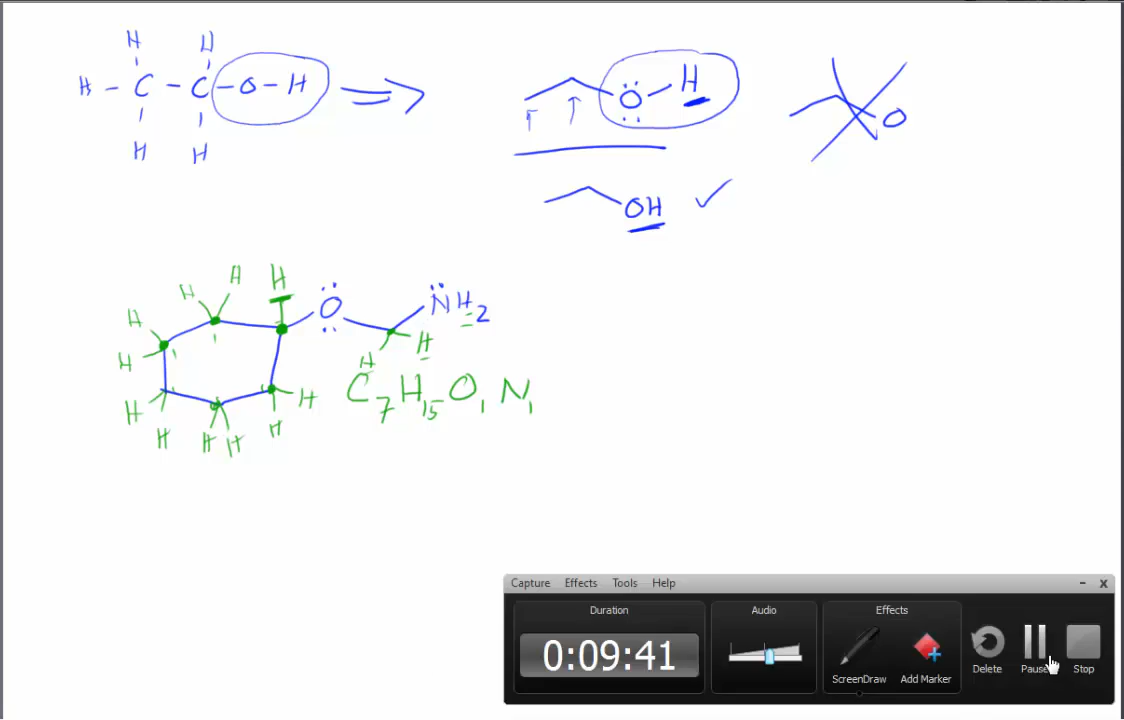 H H
H - C - C - O - H ⇒ O - H O
H H
OH ✓
H H H
H O NH2
H H H
C7H15O1N1
H H
H H H H
Capture Effects Tools Help
Duration Audio Effects
0:09:41
ScreenDraw Add Marker Delete Pause Stop